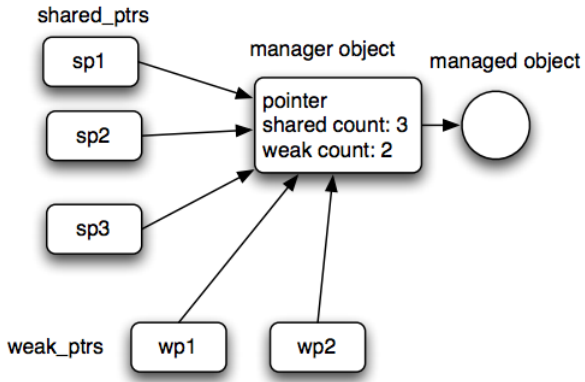 shared_ptrs
sp1
manager object
managed object
pointer
shared count: 3
weak count: 2
sp2
sp3
weak_ptrs
wp1
wp2